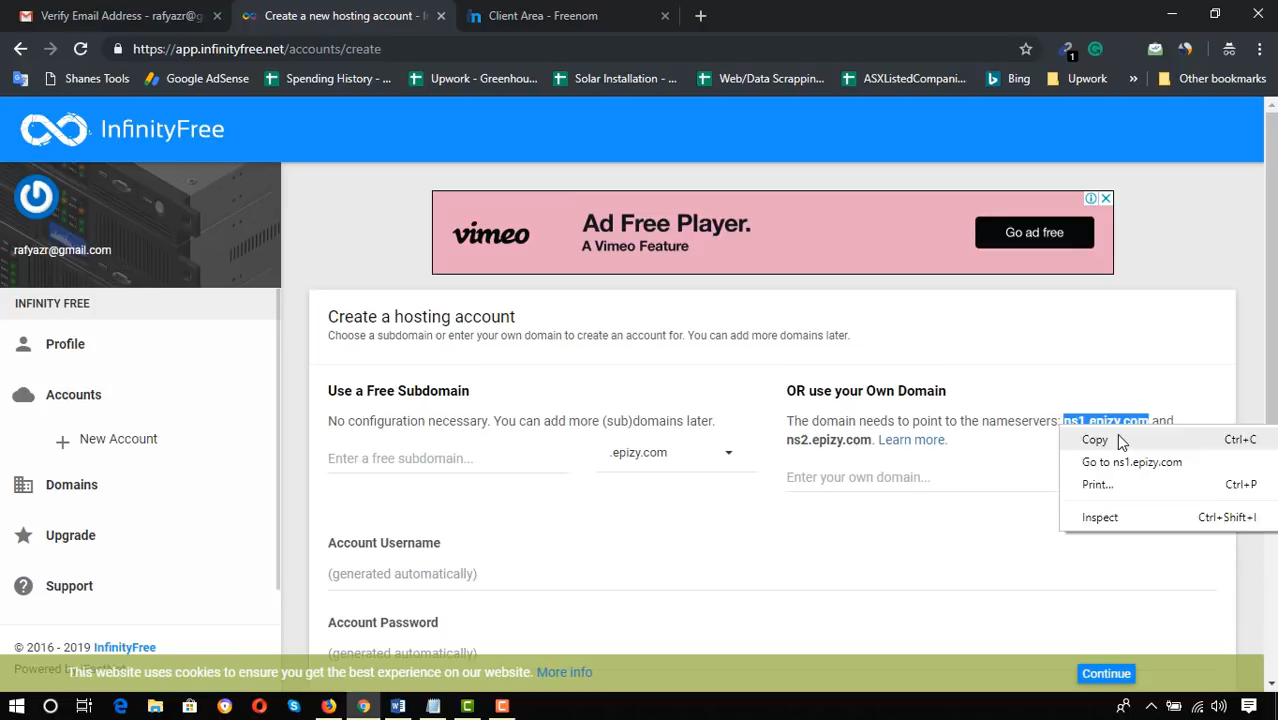 Verify Email Address - rafyazr@g
Create a new hosting account - In
Client Area - Freenom
https://app.infinityfree.net/accounts/create
1
Shanes Tools
Google AdSense
Spending History - ...
Upwork - Greenhou...
Solar Installation - ...
Web/Data Scrappin...
ASXListedCompani...
Bing
Upwork
»
Other bookmarks
InfinityFree
rafyazr@gmail.com
vimeo
Ad Free Player.
A Vimeo Feature
Go ad free
INFINITY FREE
Profile
Accounts
New Account
Domains
Upgrade
Support
© 2016 - 2019 InfinityFree
Powered
Create a hosting account
Choose a subdomain or enter your own domain to create an account for. You can add more domains later.
Use a Free Subdomain
No configuration necessary. You can add more (sub)domains later.
Enter a free subdomain...
.epizy.com
OR use your Own Domain
The domain needs to point to the nameservers: ns1.epizy.com and
ns2.epizy.com. Learn more.
Enter your own domain...
Copy Ctrl+C
Go to ns1.epizy.com
Print... Ctrl+P
Inspect Ctrl+Shift+I
Account Username
(generated automatically)
Account Password
(generated automatically)
This website uses cookies to ensure you get the best experience on our website. More info
Continue